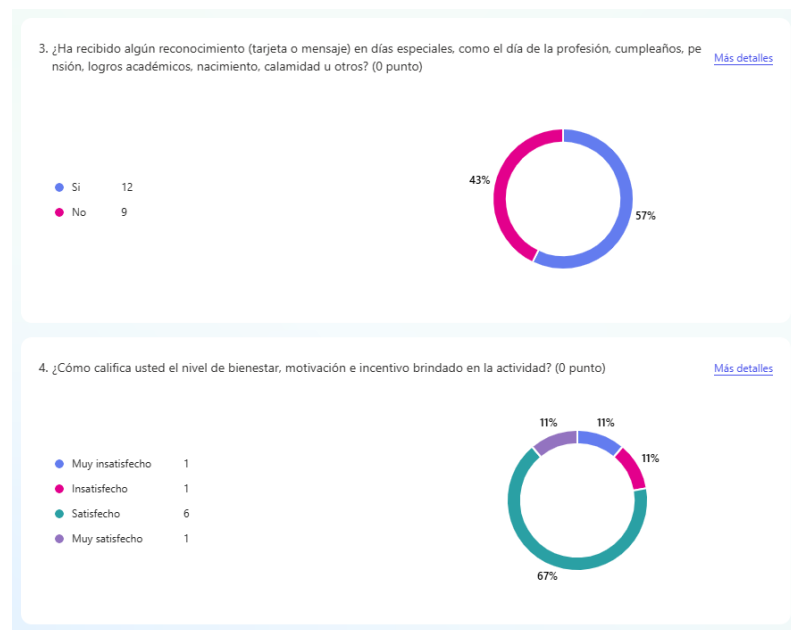 3. ¿Ha recibido algún reconocimiento (tarjeta o mensaje) en días especiales, como el día de la profesión, cumpleaños, pe
nsión, logros académicos, nacimiento, calamidad u otros? (0 punto)
Más detalles
Si 12
No 9
43%
57%
4. ¿Cómo califica usted el nivel de bienestar, motivación e incentivo brindado en la actividad? (0 punto)
Más detalles
Muy insatisfecho 1
Insatisfecho 1
Satisfecho 6
Muy satisfecho 1
11%
11%
11%
67%